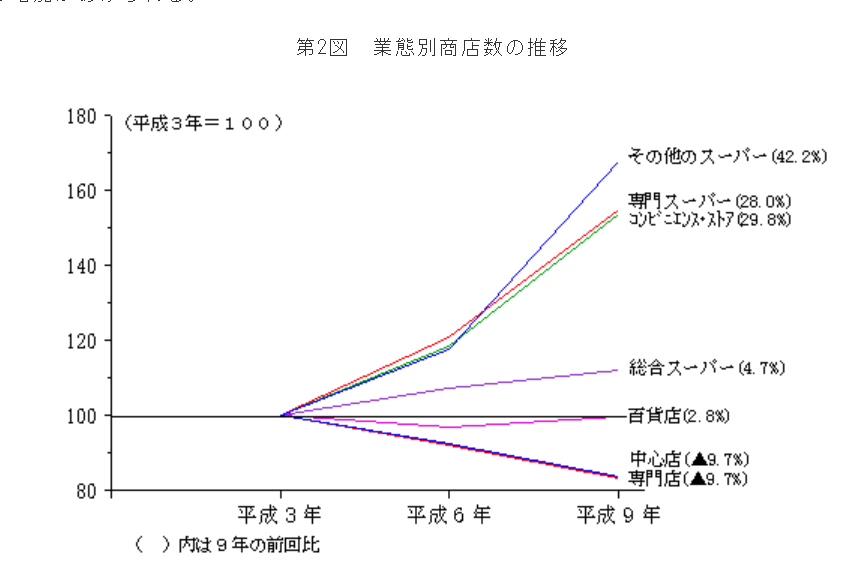 第2図　業態別商店数の推移
180
（平成３年＝１００）
その他のスーパー(42.2%)
160
専門スーパー(28.0%)
ｺﾝﾋﾞﾆｴﾝｽ･ｽﾄｱ(29.8%)
140
120
総合スーパー(4.7%)
100
百貨店(2.8%)
中心店(▲9.7%)
専門店(▲9.7%)
80
平成３年　平成６年　平成９年
（　）内は９年の前回比